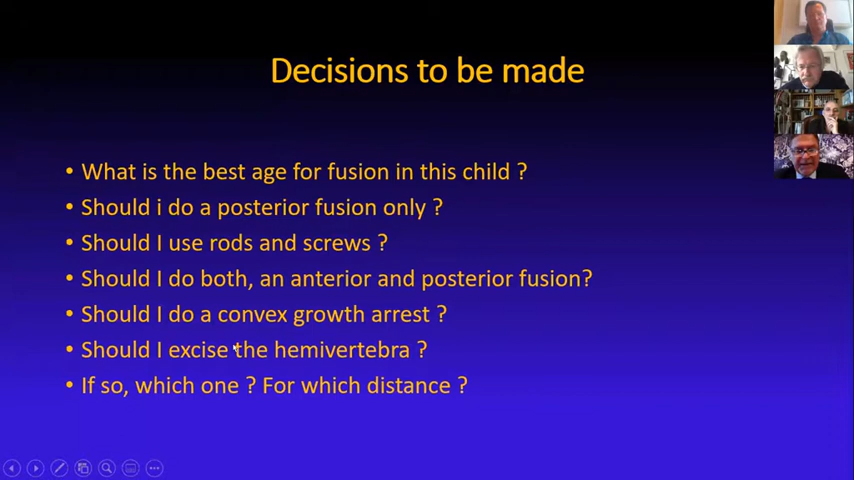 Decisions to be made
• What is the best age for fusion in this child ?
• Should i do a posterior fusion only ?
• Should I use rods and screws ?
• Should I do both, an anterior and posterior fusion?
• Should I do a convex growth arrest ?
• Should I excise the hemivertebra ?
• If so, which one ? For which distance ?